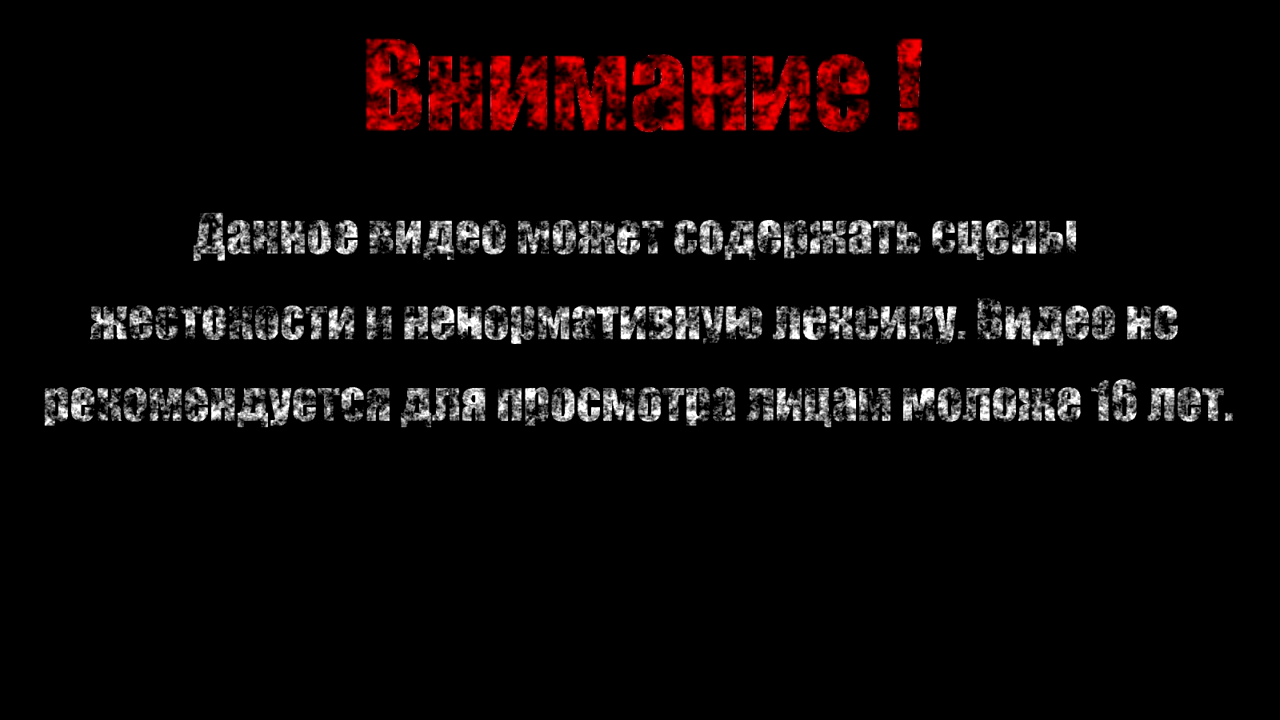 Внимание !
Данное видео может содержать сцены
жестокости и ненормативную лексику. Видео не
рекомендуется для просмотра лицам моложе 16 лет.